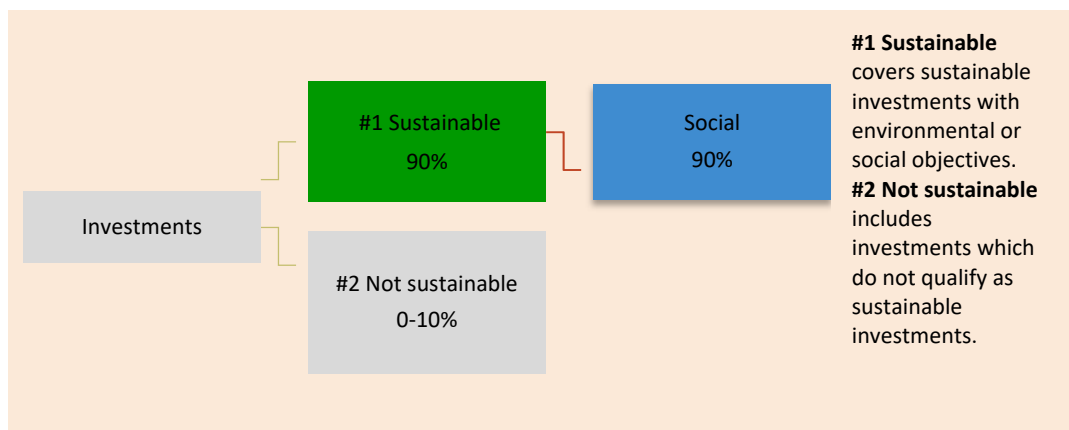 Investments
#1 Sustainable
90%
Social
90%
#2 Not sustainable
0-10%
#1 Sustainable
covers sustainable
investments with
environmental or
social objectives.
#2 Not sustainable
includes
investments which
do not qualify as
sustainable
investments.